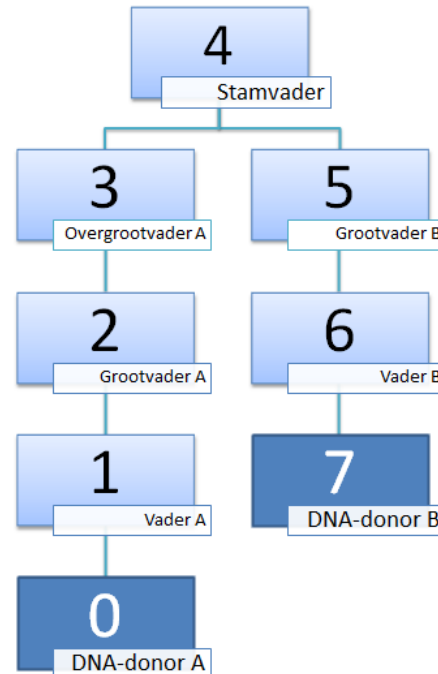 4
Stamvader
3
Overgrootvader A
5
Grootvader B
2
Grootvader A
6
Vader B
1
Vader A
7
DNA-donor B
0
DNA-donor A